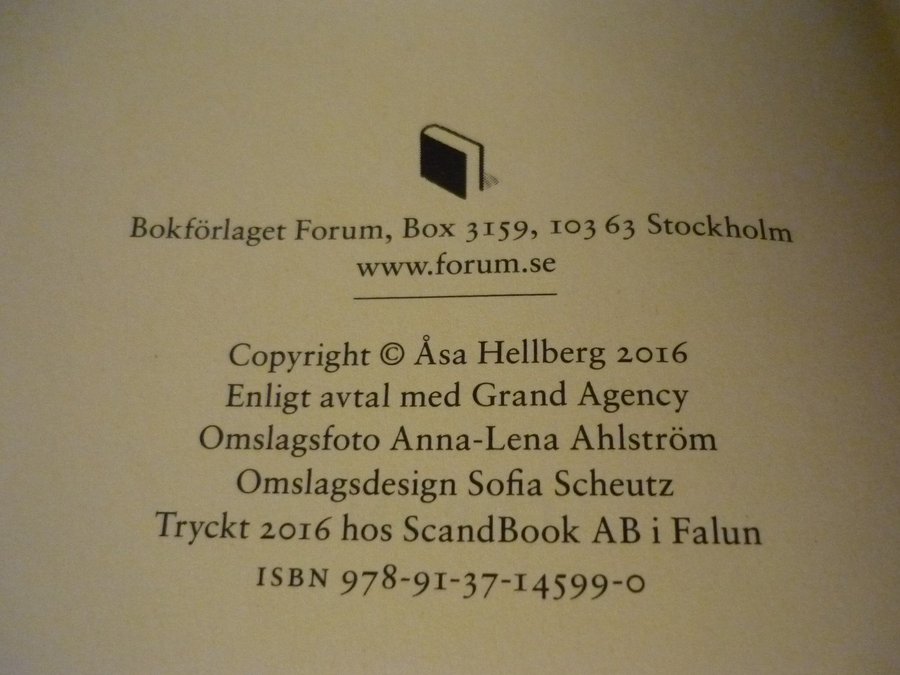 Bokförlaget Forum, Box 3159, 103 63 Stockholm
www.forum.se
Copyright © Åsa Hellberg 2016
Enligt avtal med Grand Agency
Omslagsfoto Anna-Lena Ahlström
Omslagsdesign Sofia Scheutz
Tryckt 2016 hos ScandBook AB i Falun
ISBN 978-91-37-14599-0